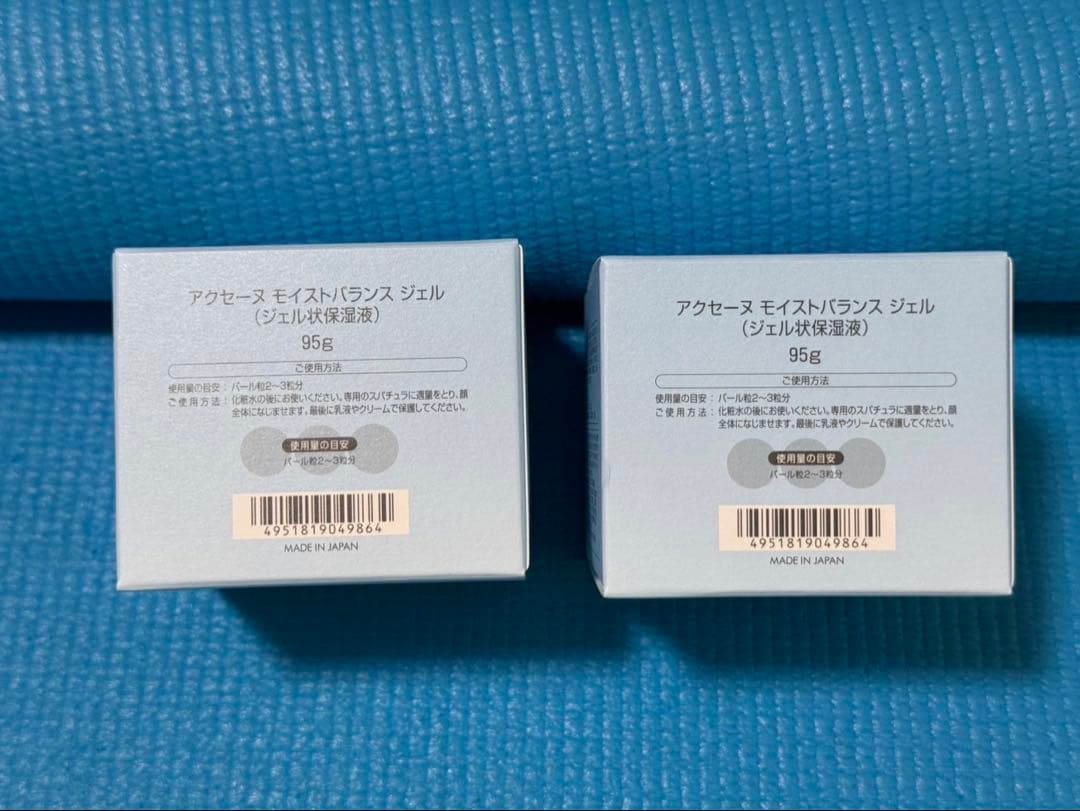 アクセーヌ モイストバランス ジェル
（ジェル状保湿液）
95g
ご使用方法
使用量の目安：パール粒2〜3粒分
ご使用方法：化粧水の後にお使いください。専用のスパチュラに適量をとり、顔
全体になじませます。最後に乳液やクリームで保護してください。
使用量の目安
パール粒2〜3粒分
4951819049864
MADE IN JAPAN
アクセーヌ モイストバランス ジェル
（ジェル状保湿液）
95g
ご使用方法
使用量の目安：パール粒2〜3粒分
ご使用方法：化粧水の後にお使いください。専用のスパチュラに適量をとり、顔
全体になじませます。最後に乳液やクリームで保護してください。
使用量の目安
パール粒2〜3粒分
4951819049864
MADE IN JAPAN